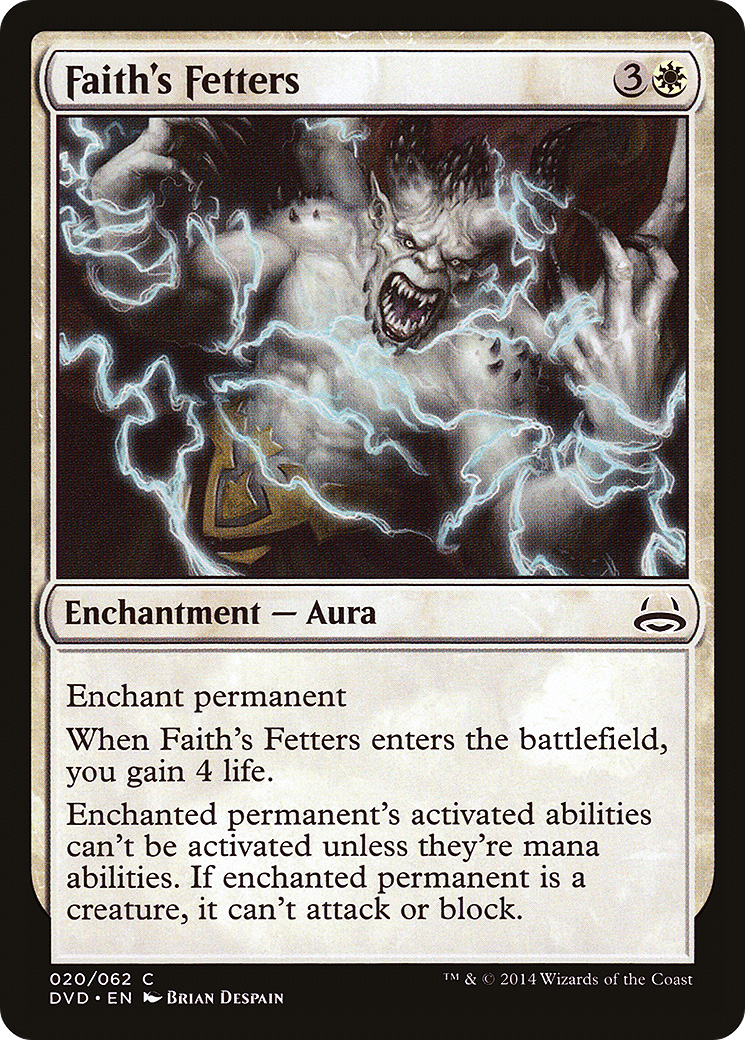 Faith's Fetters 3
Enchantment — Aura
Enchant permanent
When Faith's Fetters enters the battlefield,
you gain 4 life.
Enchanted permanent's activated abilities
can't be activated unless they're mana
abilities. If enchanted permanent is a
creature, it can't attack or block.
020/062 C ™ & © 2014 Wizards of the Coast
DVD • EN Brian Despain